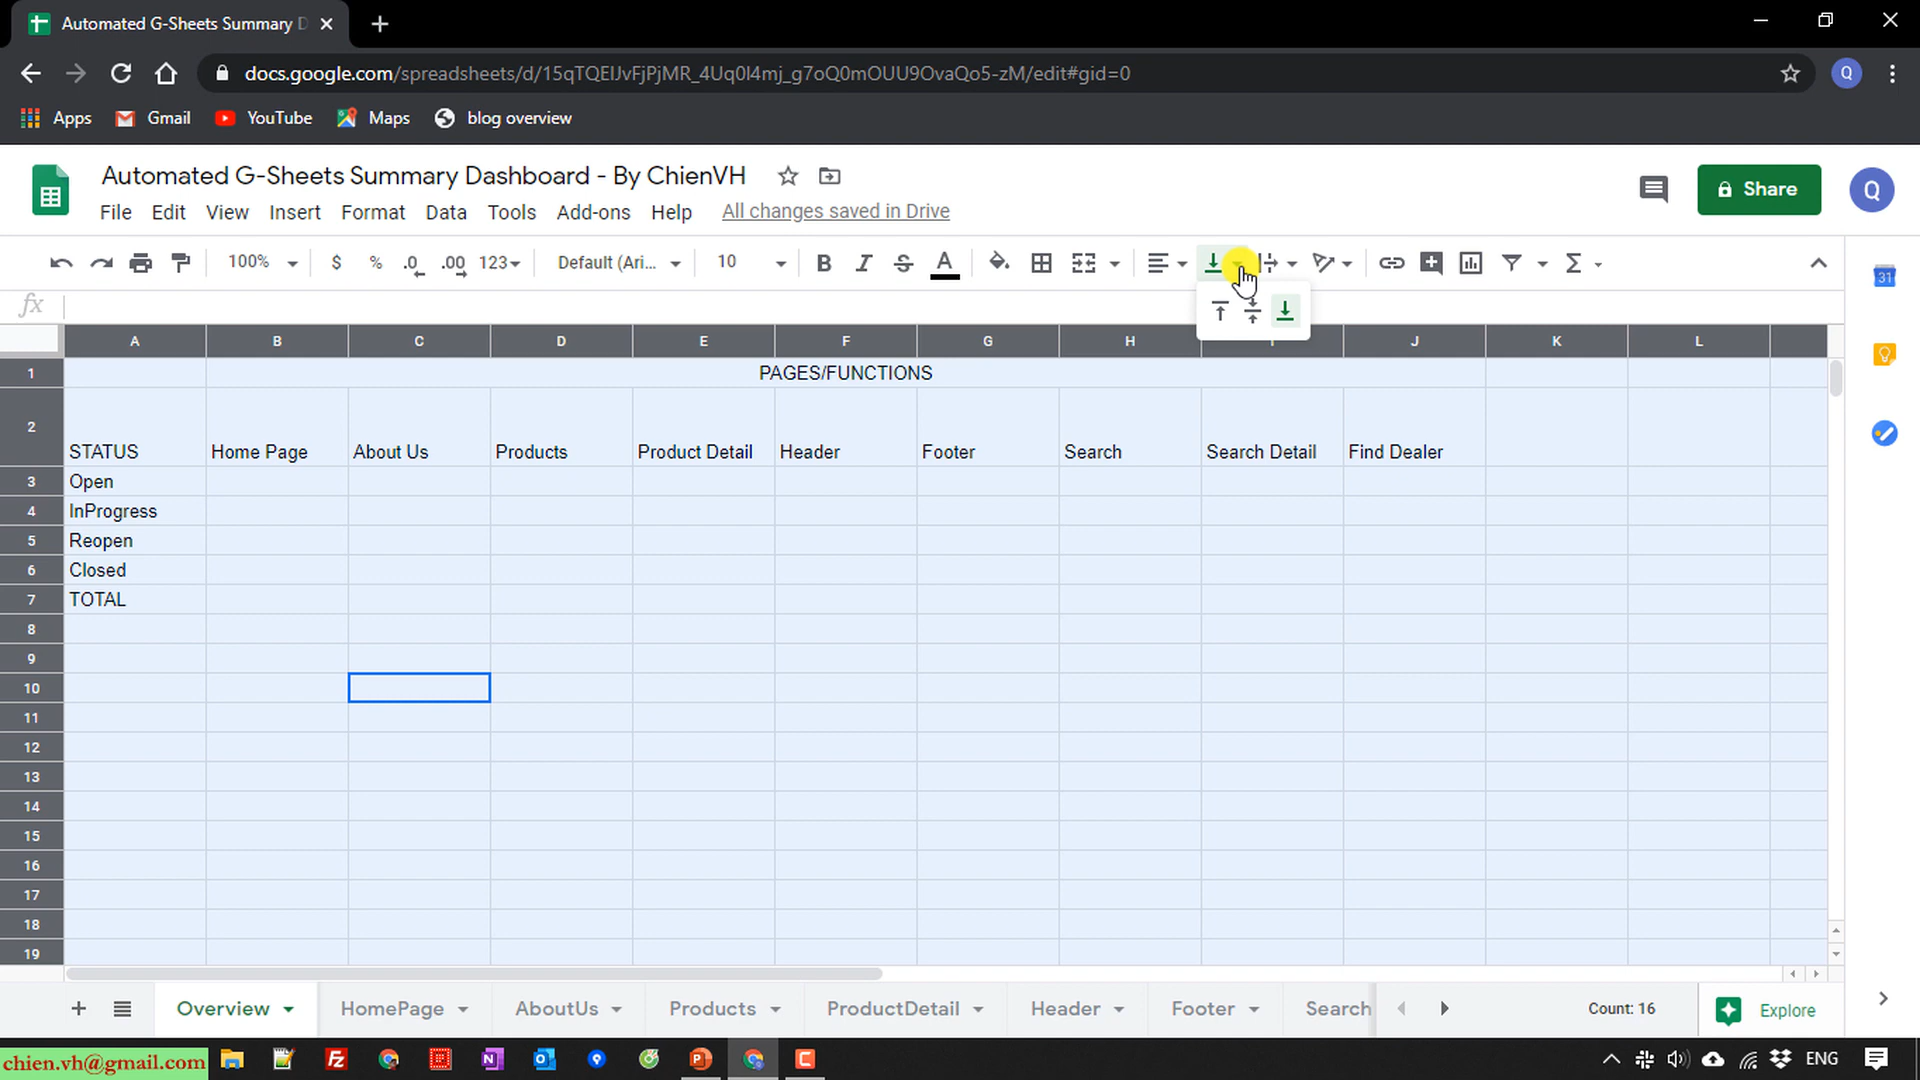 Automated G-Sheets Summary D
docs.google.com/spreadsheets/d/15qTQEIJvFjPjMR_4Uq0l4mj_g7oQ0mOUU9OvaQo5-zM/edit#gid=0
Q
Apps Gmail YouTube Maps blog overview
Automated G-Sheets Summary Dashboard - By ChienVH
Share
Q
File Edit View Insert Format Data Tools Add-ons Help All changes saved in Drive
100% $ % .0 .00 123 Default (Ari... 10 B I S A
31
fx
A B C D E F G H I J K L
1 PAGES/FUNCTIONS
2 STATUS Home Page About Us Products Product Detail Header Footer Search Search Detail Find Dealer
3 Open
4 InProgress
5 Reopen
6 Closed
7 TOTAL
8
9
10
11
12
13
14
15
16
17
18
19
Overview HomePage AboutUs Products ProductDetail Header Footer Search Count: 16 Explore
chien.vh@gmail.com ENG